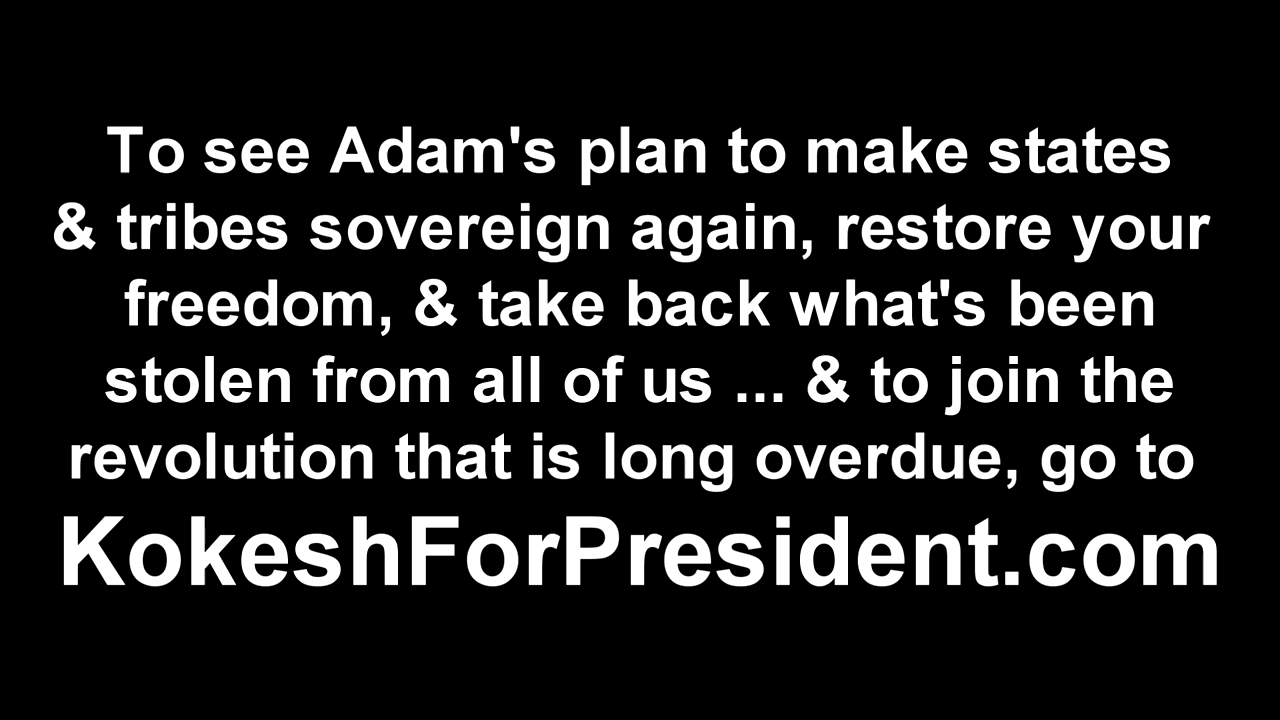 To see Adam's plan to make states
& tribes sovereign again, restore your
freedom, & take back what's been
stolen from all of us ... & to join the
revolution that is long overdue, go to
KokeshForPresident.com